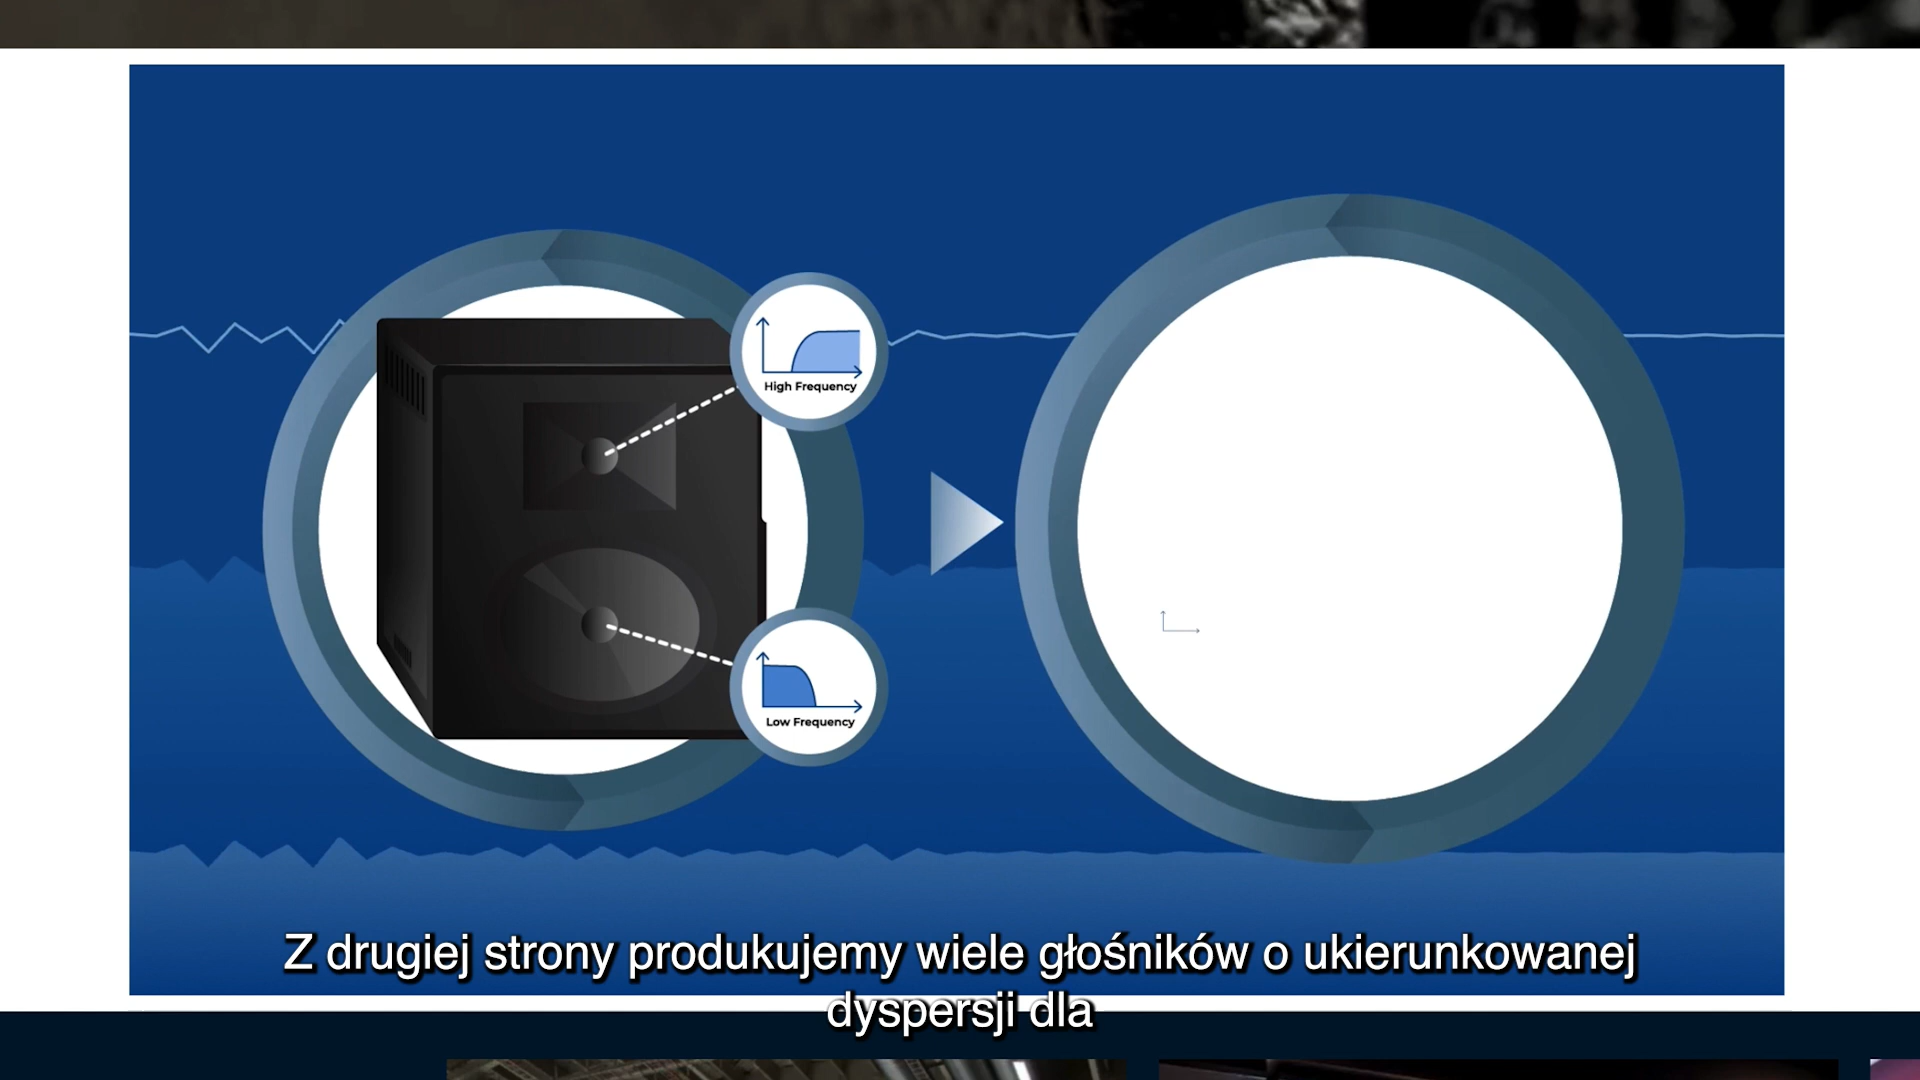 High Frequency
Low Frequency
Z drugiej strony produkujemy wiele głośników o ukierunkowanej
dyspersji dla